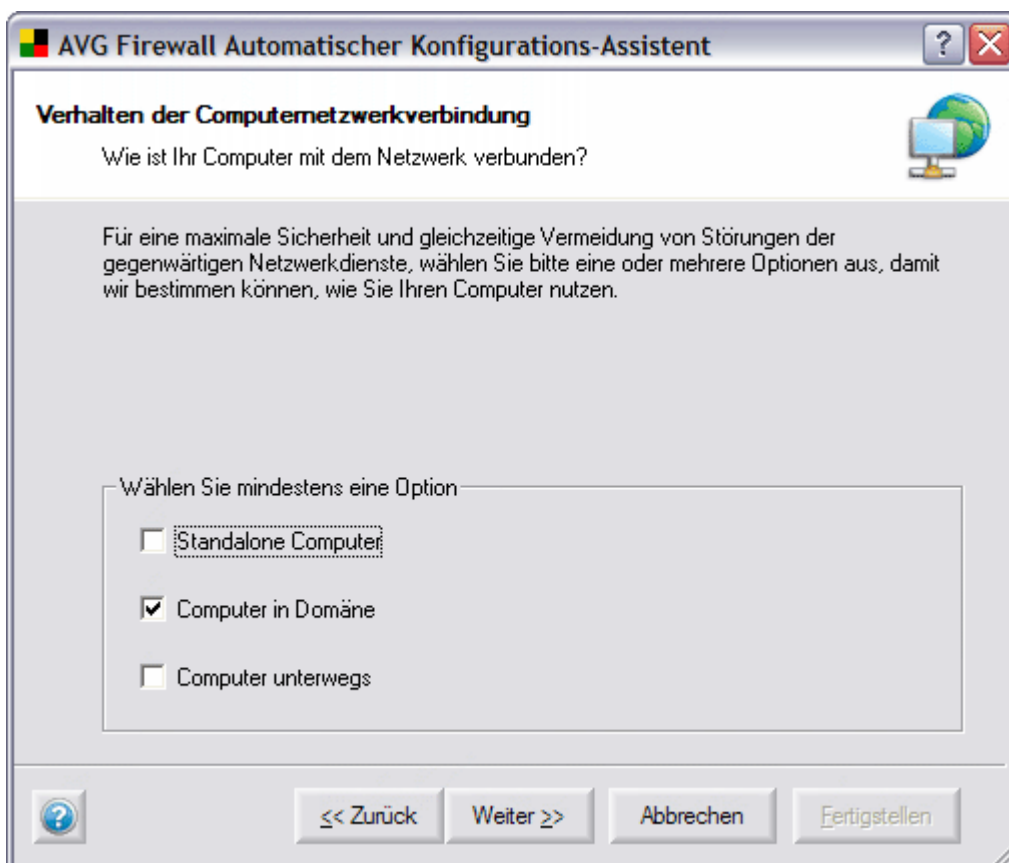 AVG Firewall Automatischer Konfigurations-Assistent
?
Verhalten der Computernetzwerkverbindung
Wie ist Ihr Computer mit dem Netzwerk verbunden?
Für eine maximale Sicherheit und gleichzeitige Vermeidung von Störungen der
gegenwärtigen Netzwerkdienste, wählen Sie bitte eine oder mehrere Optionen aus, damit
wir bestimmen können, wie Sie Ihren Computer nutzen.
Wählen Sie mindestens eine Option
Standalone Computer
Computer in Domäne
Computer unterwegs
?
<< Zurück
Weiter >>
Abbrechen
Fertigstellen